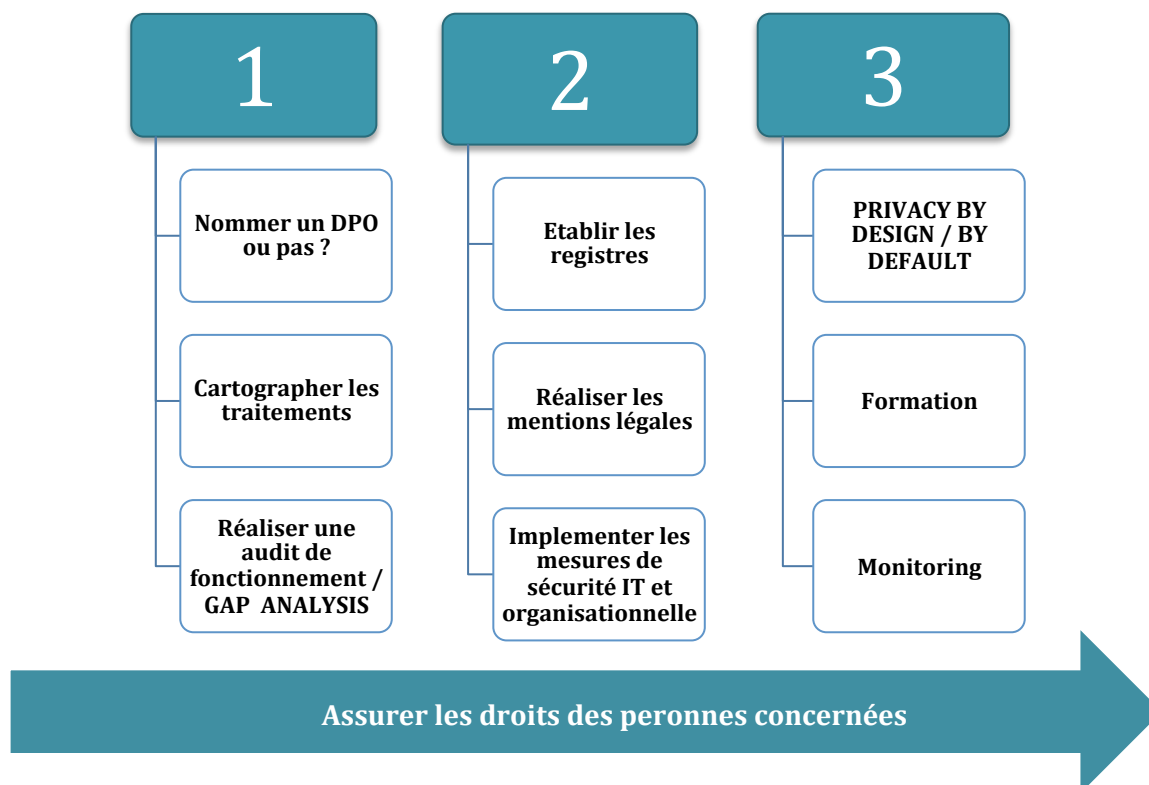 1
Nommer un DPO
ou pas ?
Cartographer les
traitements
Réaliser une
audit de
fonctionnement /
GAP ANALYSIS
2
Etablir les
registres
Réaliser les
mentions légales
Implementer les
mesures de
sécurité IT et
organisationnelle
3
PRIVACY BY
DESIGN / BY
DEFAULT
Formation
Monitoring
Assurer les droits des peronnes concernées